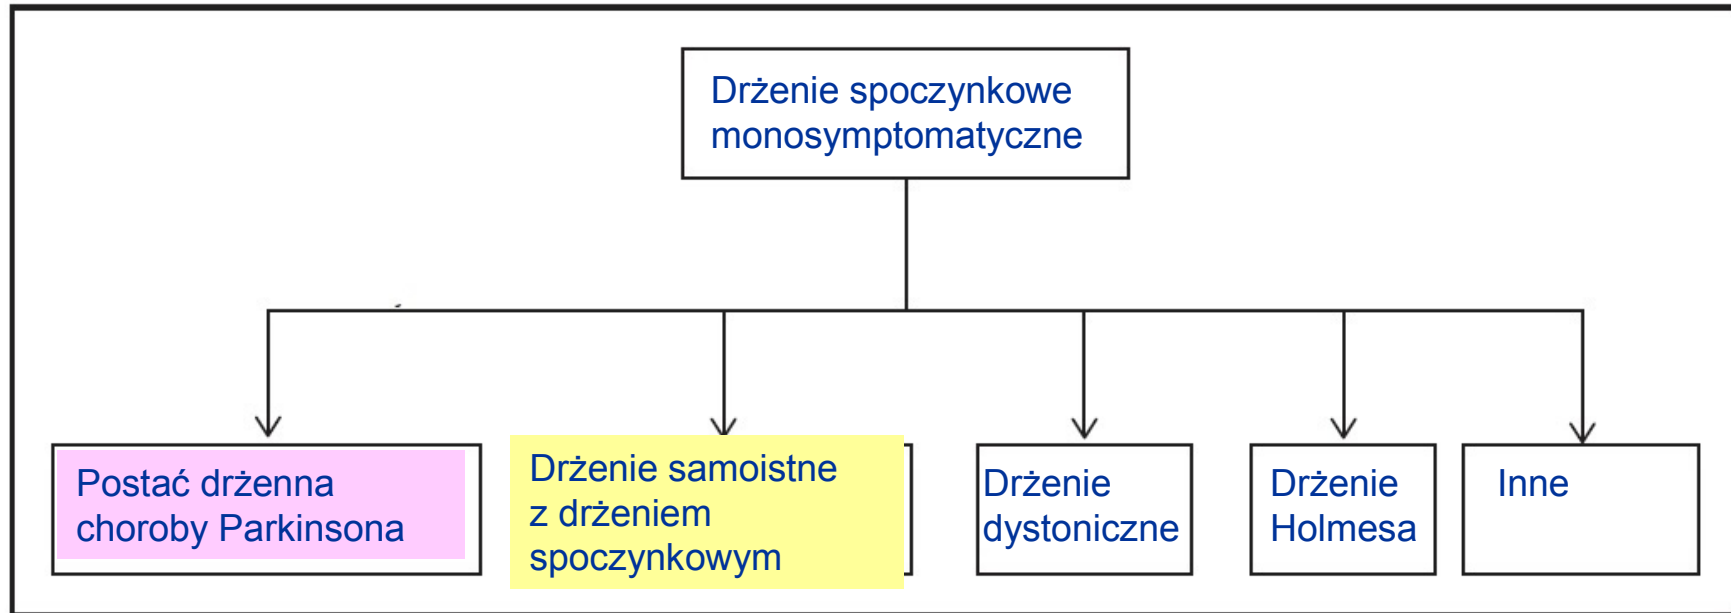 Drżenie spoczynkowe
monosymptomatyczne
Postać drżenna
choroby Parkinsona
Drżenie samoistne
z drżeniem
spoczynkowym
Drżenie
dystoniczne
Drżenie
Holmesa
Inne